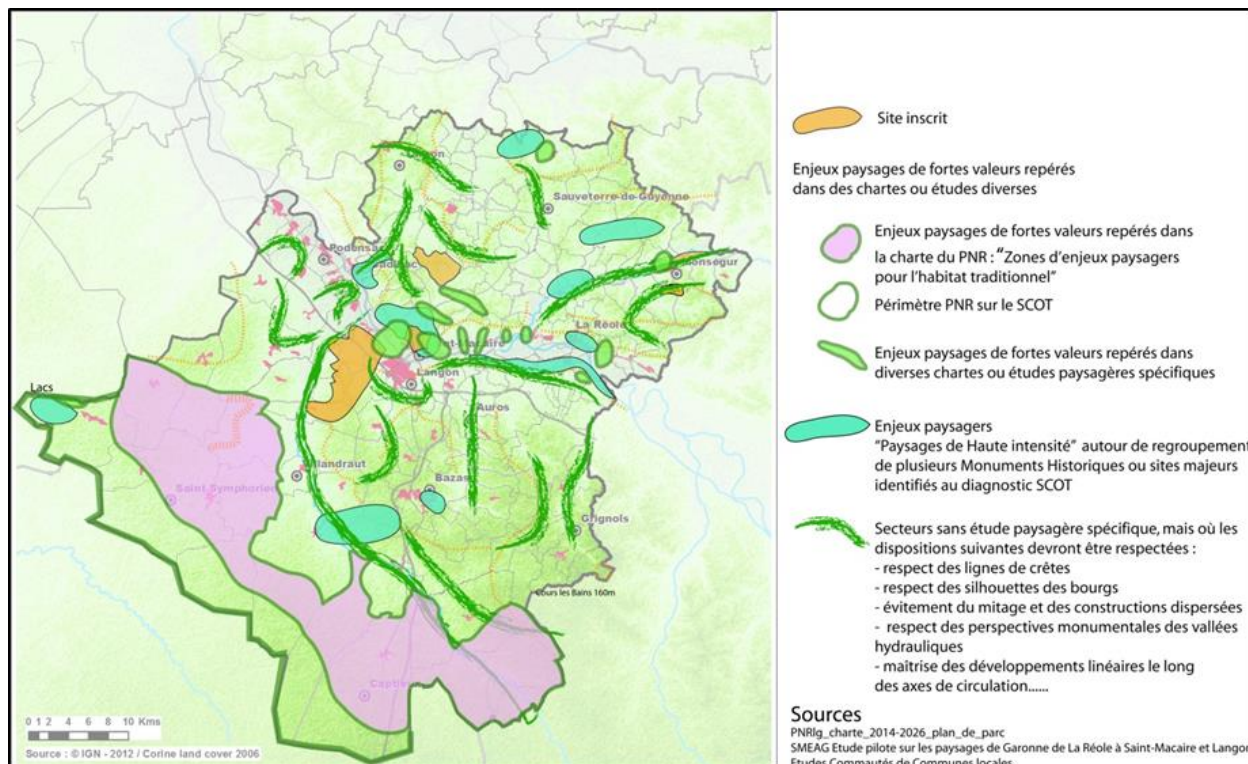 Site inscrit
Enjeux paysages de fortes valeurs repérés
dans des chartes ou études diverses
Enjeux paysages de fortes valeurs repérés dans
la charte du PNR : "Zones d'enjeux paysagers
pour l'habitat traditionnel"
Périmètre PNR sur le SCOT
Enjeux paysages de fortes valeurs repérés dans
diverses chartes ou études paysagères spécifiques
Enjeux paysagers
"Paysages de Haute intensité" autour de regroupement
de plusieurs Monuments Historiques ou sites majeurs
identifiés au diagnostic SCOT
Secteurs sans étude paysagère spécifique, mais où les
dispositions suivantes devront être respectées :
- respect des lignes de crêtes
- respect des silhouettes des bourgs
- évitement du mitage et des constructions dispersées
- respect des perspectives monumentales des vallées
hydrauliques
- maîtrise des développements linéaires le long
des axes de circulation......
Sources
PNRlg_charte_2014-2026_plan_de_parc
SMEAG Etude pilote sur les paysages de Garonne de La Réole à Saint-Macaire et Langon
Etudes Commautés de Communes locales
Sauveterre-de-Guyenne
Podensac
La Réole
Langon
Auros
Lacs
Saint Symphorien
Bazas
Grignols
Cours les Bains 160m
0 1 2 4 6 8 10 Kms
Source : © IGN - 2012 / Corine land cover 2006